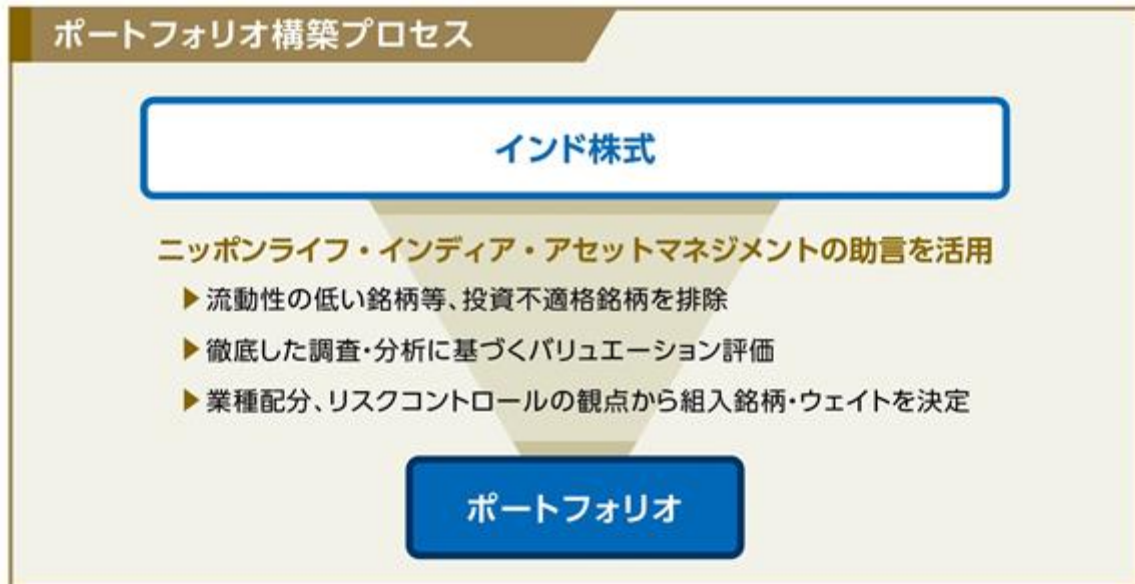 ポートフォリオ構築プロセス
インド株式
ニッポンライフ・インディア・アセットマネジメントの助言を活用
▶流動性の低い銘柄等、投資不適格銘柄を排除
▶徹底した調査・分析に基づくバリュエーション評価
▶業種配分、リスクコントロールの観点から組入銘柄・ウェイトを決定
ポートフォリオ